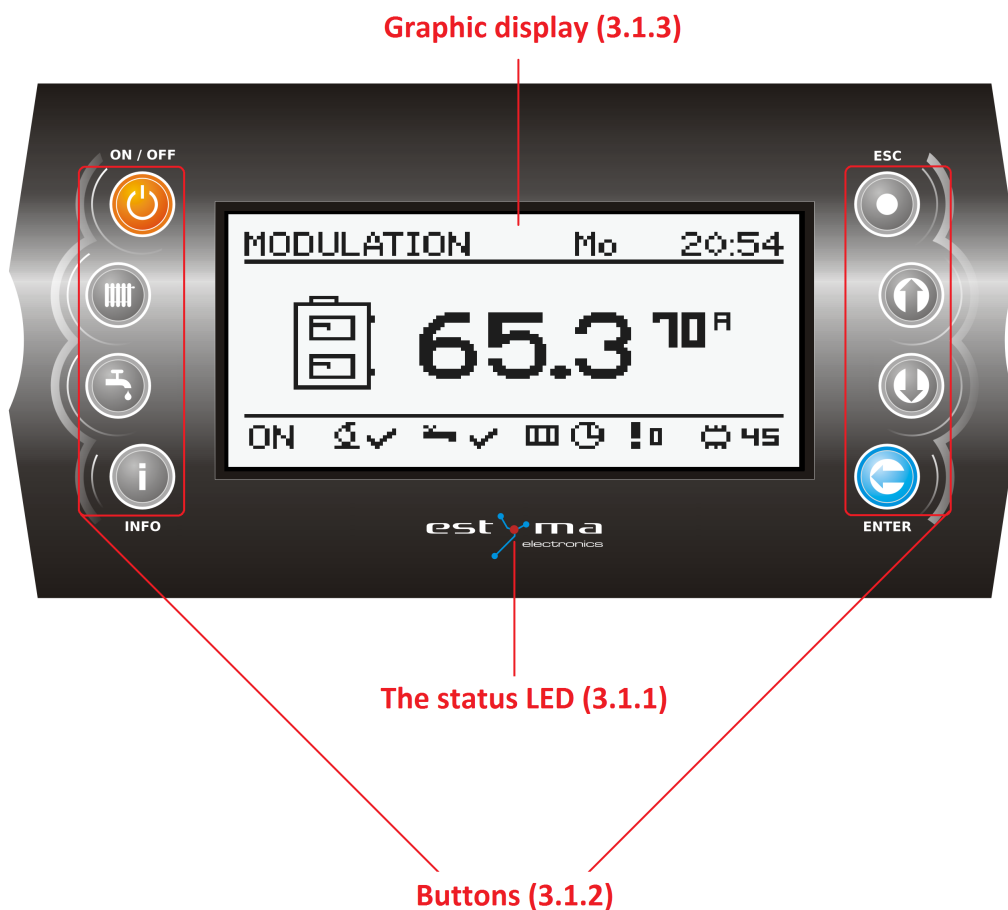 Graphic display (3.1.3)
ON / OFF
ESC
MODULATION Mo 20:54
65.3 70 A
ON ! 0 45
i
INFO
ENTER
estyma
electronics
The status LED (3.1.1)
Buttons (3.1.2)